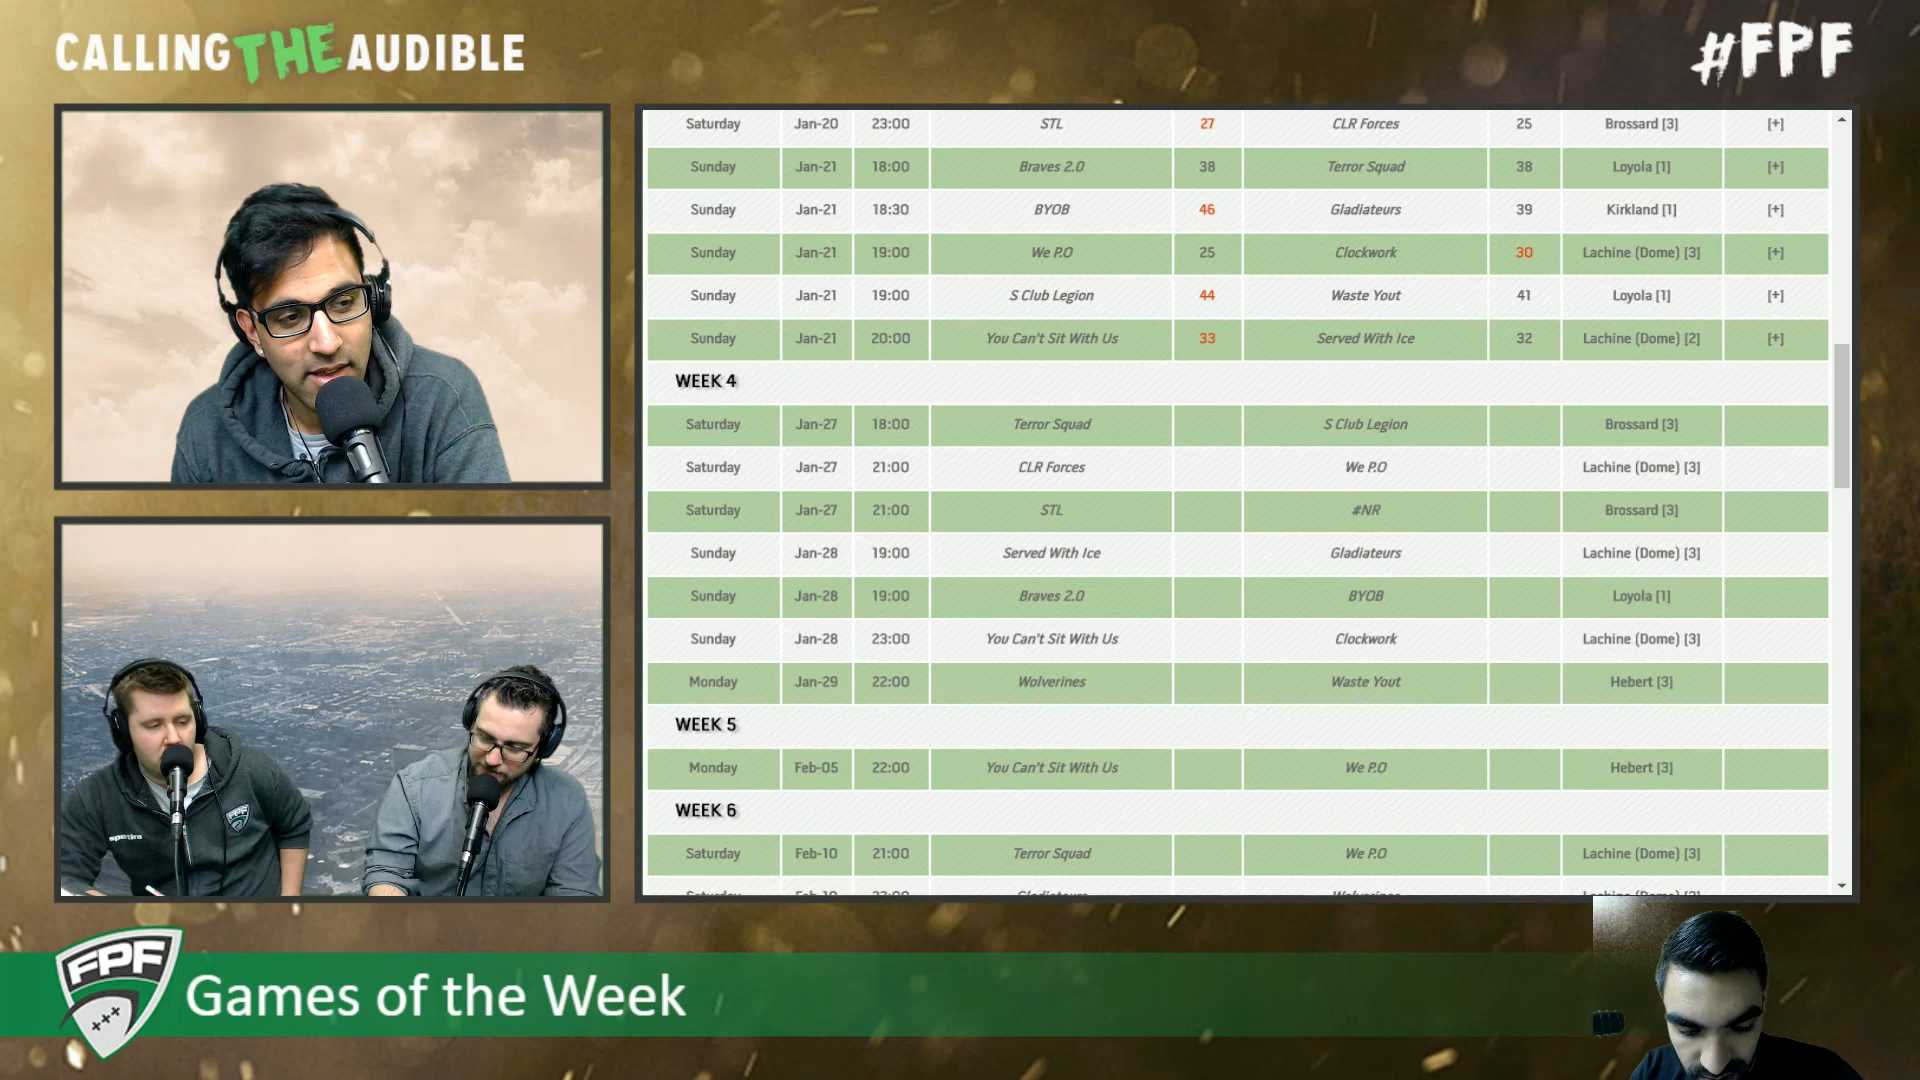 CALLING THE AUDIBLE
#FPF
Saturday Jan-20 23:00 STL 27 CLR Forces 25 Brossard [3] [+]
Sunday Jan-21 18:00 Braves 2.0 38 Terror Squad 38 Loyola [1] [+]
Sunday Jan-21 18:30 BYOB 46 Gladiateurs 39 Kirkland [1] [+]
Sunday Jan-21 19:00 We P.O 25 Clockwork 30 Lachine (Dome) [3] [+]
Sunday Jan-21 19:00 S Club Legion 44 Waste Yout 41 Loyola [1] [+]
Sunday Jan-21 20:00 You Can't Sit With Us 33 Served With Ice 32 Lachine (Dome) [2] [+]
WEEK 4
Saturday Jan-27 18:00 Terror Squad S Club Legion Brossard [3]
Saturday Jan-27 21:00 CLR Forces We P.O Lachine (Dome) [3]
Saturday Jan-27 21:00 STL #NR Brossard [3]
Sunday Jan-28 19:00 Served With Ice Gladiateurs Lachine (Dome) [3]
Sunday Jan-28 19:00 Braves 2.0 BYOB Loyola [1]
Sunday Jan-28 23:00 You Can't Sit With Us Clockwork Lachine (Dome) [3]
Monday Jan-29 22:00 Wolverines Waste Yout Hebert [3]
WEEK 5
Monday Feb-05 22:00 You Can't Sit With Us We P.O Hebert [3]
WEEK 6
Saturday Feb-10 21:00 Terror Squad We P.O Lachine (Dome) [3]
FPF
sportira
FPF
Games of the Week